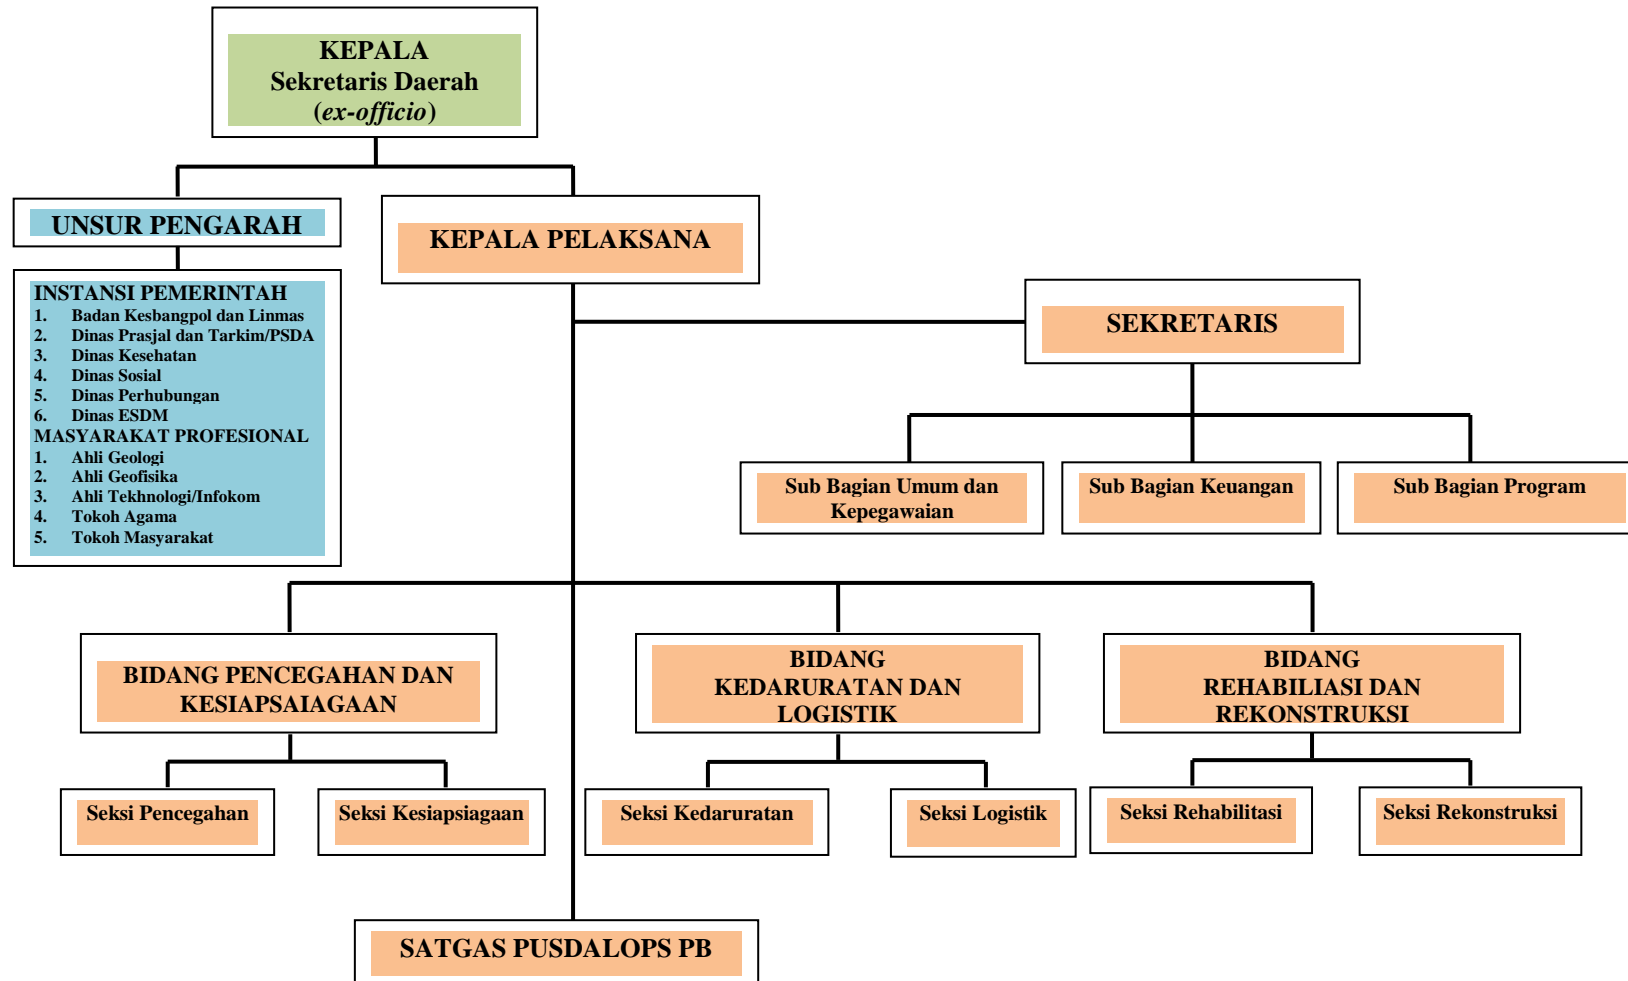 KEPALA
Sekretaris Daerah
(ex-officio)
UNSUR PENGARAH
KEPALA PELAKSANA
INSTANSI PEMERINTAH
1. Badan Kesbangpol dan Linmas
2. Dinas Prasjal dan Tarkim/PSDA
3. Dinas Kesehatan
4. Dinas Sosial
5. Dinas Perhubungan
6. Dinas ESDM
MASYARAKAT PROFESIONAL
1. Ahli Geologi
2. Ahli Geofisika
3. Ahli Tekhnologi/Infokom
4. Tokoh Agama
5. Tokoh Masyarakat
SEKRETARIS
Sub Bagian Umum dan
Kepegawaian
Sub Bagian Keuangan
Sub Bagian Program
BIDANG PENCEGAHAN DAN
KESIAPSAIAGAAN
BIDANG
KEDARURATAN DAN
LOGISTIK
BIDANG
REHABILIASI DAN
REKONSTRUKSI
Seksi Pencegahan
Seksi Kesiapsiagaan
Seksi Kedaruratan
Seksi Logistik
Seksi Rehabilitasi
Seksi Rekonstruksi
SATGAS PUSDALOPS PB